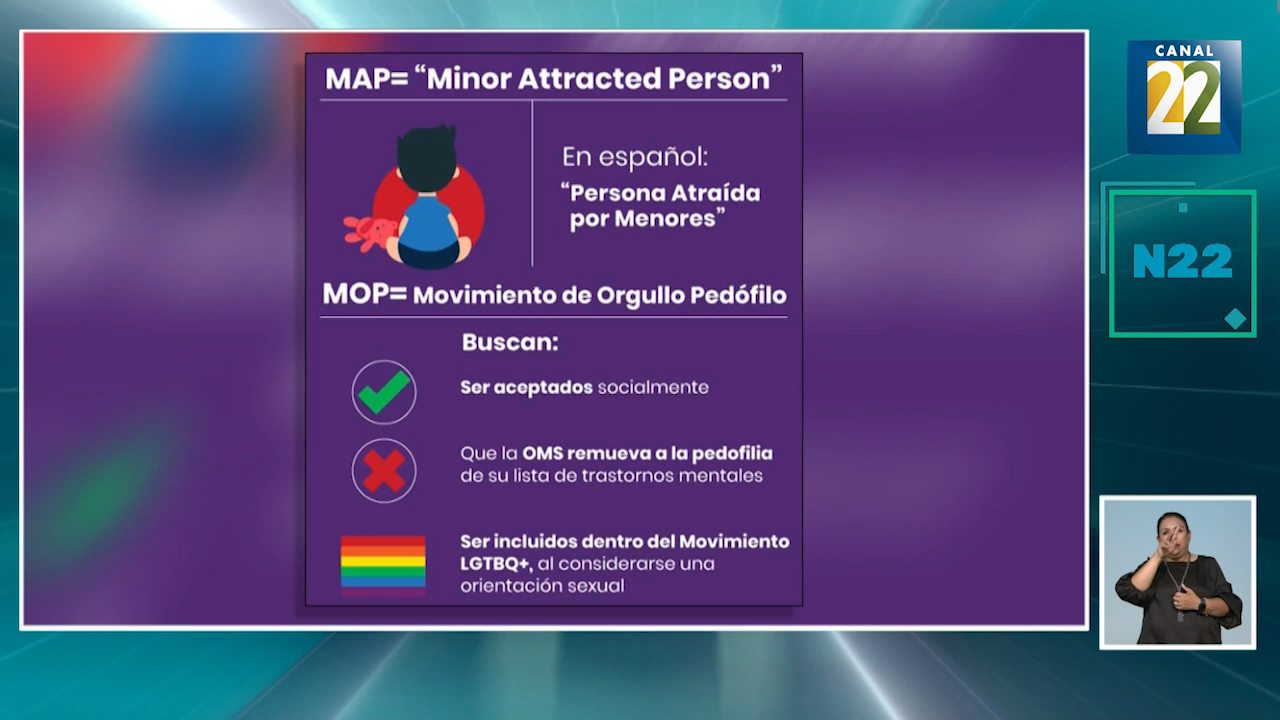 MAP= “Minor Attracted Person”
En español:
“Persona Atraída
por Menores”
MOP= Movimiento de Orgullo Pedófilo
Buscan:
Ser aceptados socialmente
Que la OMS remueva a la pedofilia
de su lista de trastornos mentales
Ser incluidos dentro del Movimiento
LGTBQ+, al considerarse una
orientación sexual
CANAL
22
N22